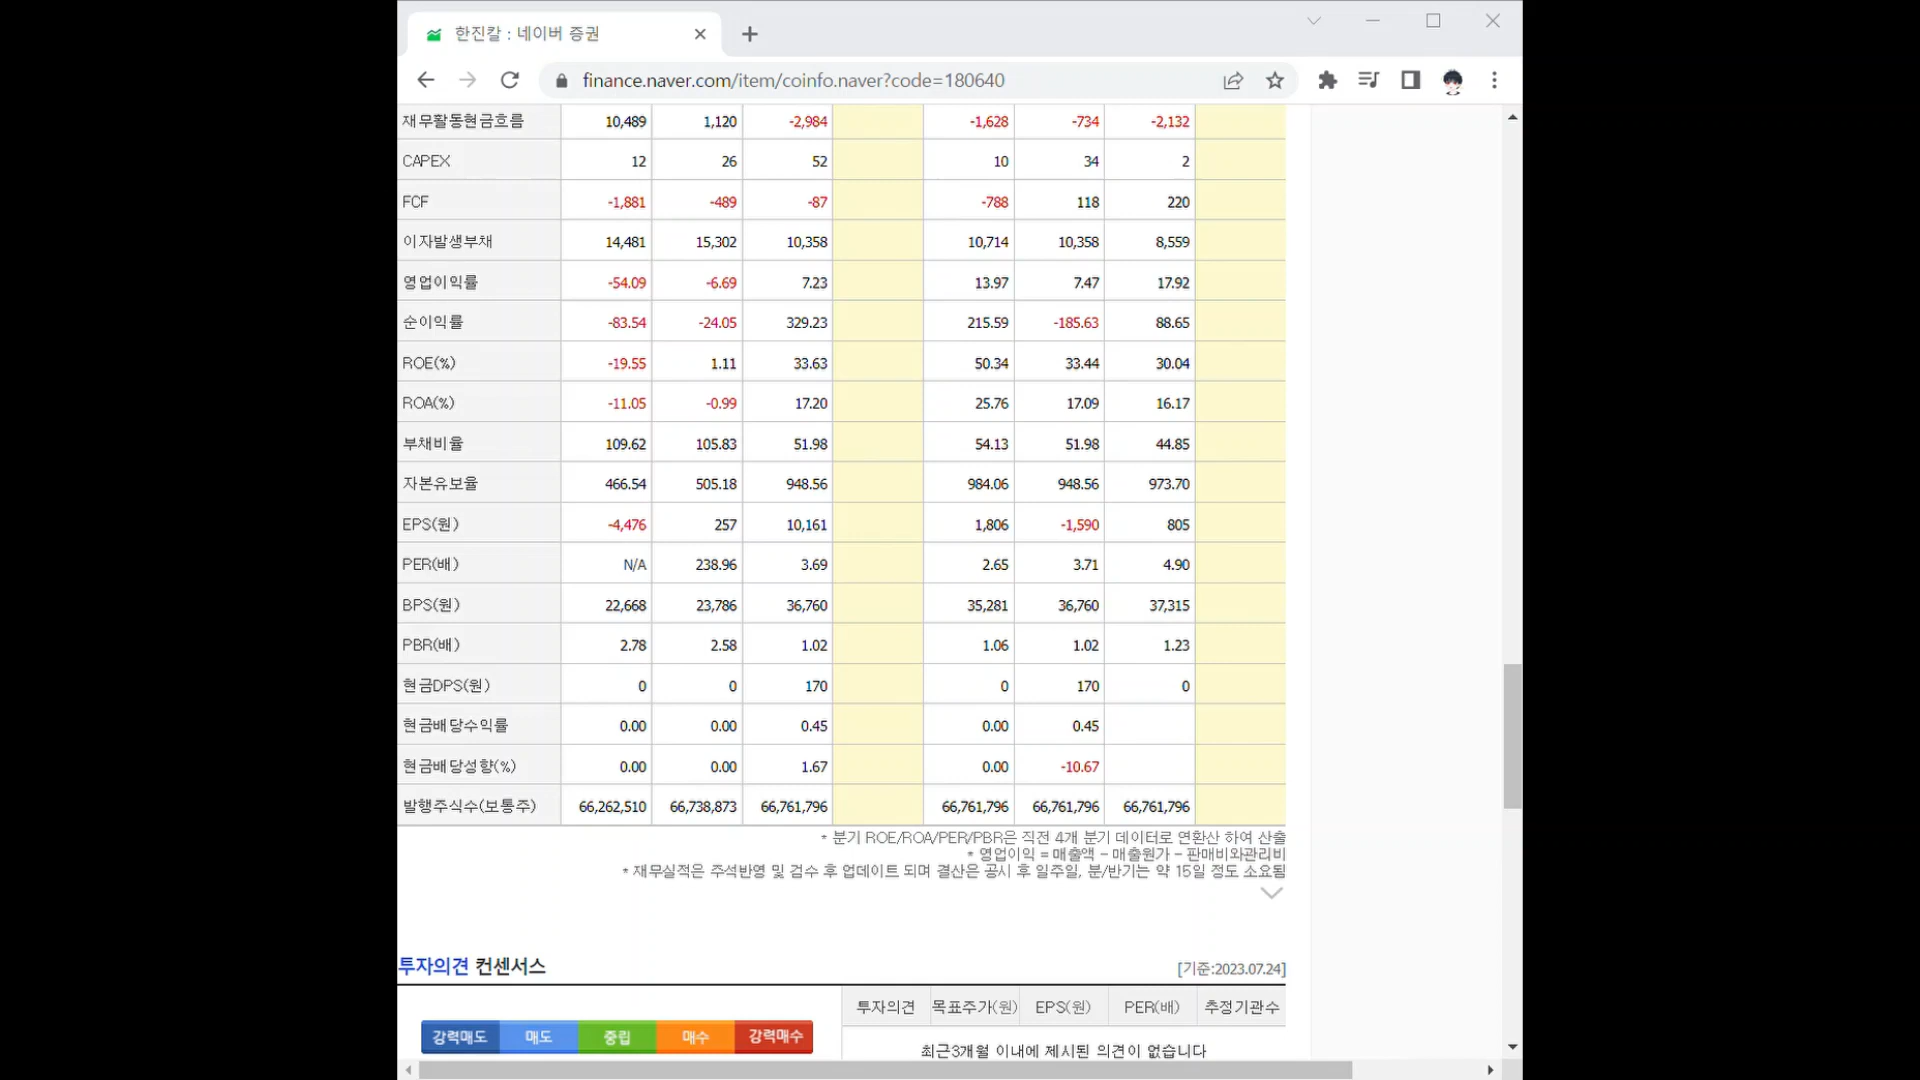 한진칼 : 네이버 증권
finance.naver.com/item/coinfo.naver?code=180640
재무활동현금흐름 10,489 1,120 -2,984 -1,628 -734 -2,132
CAPEX 12 26 52 10 34 2
FCF -1,881 -489 -87 -788 118 220
이자발생부채 14,481 15,302 10,358 10,714 10,358 8,559
영업이익률 -54.09 -6.69 7.23 13.97 7.47 17.92
순이익률 -83.54 -24.05 329.23 215.59 -185.63 88.65
ROE(%) -19.55 1.11 33.63 50.34 33.44 30.04
ROA(%) -11.05 -0.99 17.20 25.76 17.09 16.17
부채비율 109.62 105.83 51.98 54.13 51.98 44.85
자본유보율 466.54 505.18 948.56 984.06 948.56 973.70
EPS(원) -4,476 257 10,161 1,806 -1,590 805
PER(배) N/A 238.96 3.69 2.65 3.71 4.90
BPS(원) 22,668 23,786 36,760 35,281 36,760 37,315
PBR(배) 2.78 2.58 1.02 1.06 1.02 1.23
현금DPS(원) 0 0 170 0 170 0
현금배당수익률 0.00 0.00 0.45 0.00 0.45
현금배당성향(%) 0.00 0.00 1.67 0.00 -10.67
발행주식수(보통주) 66,262,510 66,738,873 66,761,796 66,761,796 66,761,796 66,761,796
* 분기 ROE/ROA/PER/PBR은 직전 4개 분기 데이터로 연환산 하여 산출
* 영업이익 = 매출액 - 매출원가 - 판매비와관리비
* 재무실적은 주석반영 및 검수 후 업데이트 되며 결산은 공시 후 일주일, 분/반기는 약 15일 정도 소요됨
투자의견 컨센서스 [기준:2023.07.24]
투자의견 목표주가(원) EPS(원) PER(배) 추정기관수
강력매도 매도 중립 매수 강력매수
최근3개월 이내에 제시된 의견이 없습니다